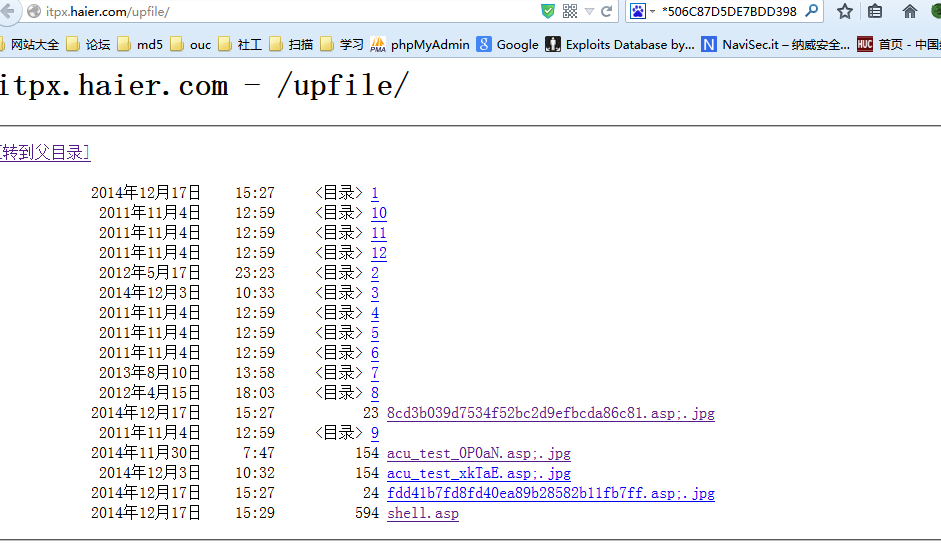 itpx.haier.com/upfile/
*506C87D5DE7BDD398
网站大全 论坛 md5 ouc 社工 扫描 学习 phpMyAdmin Google Exploits Database by... NaviSec.it – 纳威安全... 首页 - 中国
itpx.haier.com - /upfile/
[转到父目录]
2014年12月17日 15:27 <目录> 1
2011年11月4日 12:59 <目录> 10
2011年11月4日 12:59 <目录> 11
2011年11月4日 12:59 <目录> 12
2012年5月17日 23:23 <目录> 2
2014年12月3日 10:33 <目录> 3
2011年11月4日 12:59 <目录> 4
2011年11月4日 12:59 <目录> 5
2011年11月4日 12:59 <目录> 6
2013年8月10日 13:58 <目录> 7
2012年4月15日 18:03 <目录> 8
2014年12月17日 15:27 23 8cd3b039d7534f52bc2d9efbcda86c81.asp;.jpg
2011年11月4日 12:59 <目录> 9
2014年11月30日 7:47 154 acu_test_OPOaN.asp;.jpg
2014年12月3日 10:32 154 acu_test_xkTaE.asp;.jpg
2014年12月17日 15:27 24 fdd41b7fd8fd40ea89b28582b11fb7ff.asp;.jpg
2014年12月17日 15:29 594 shell.asp